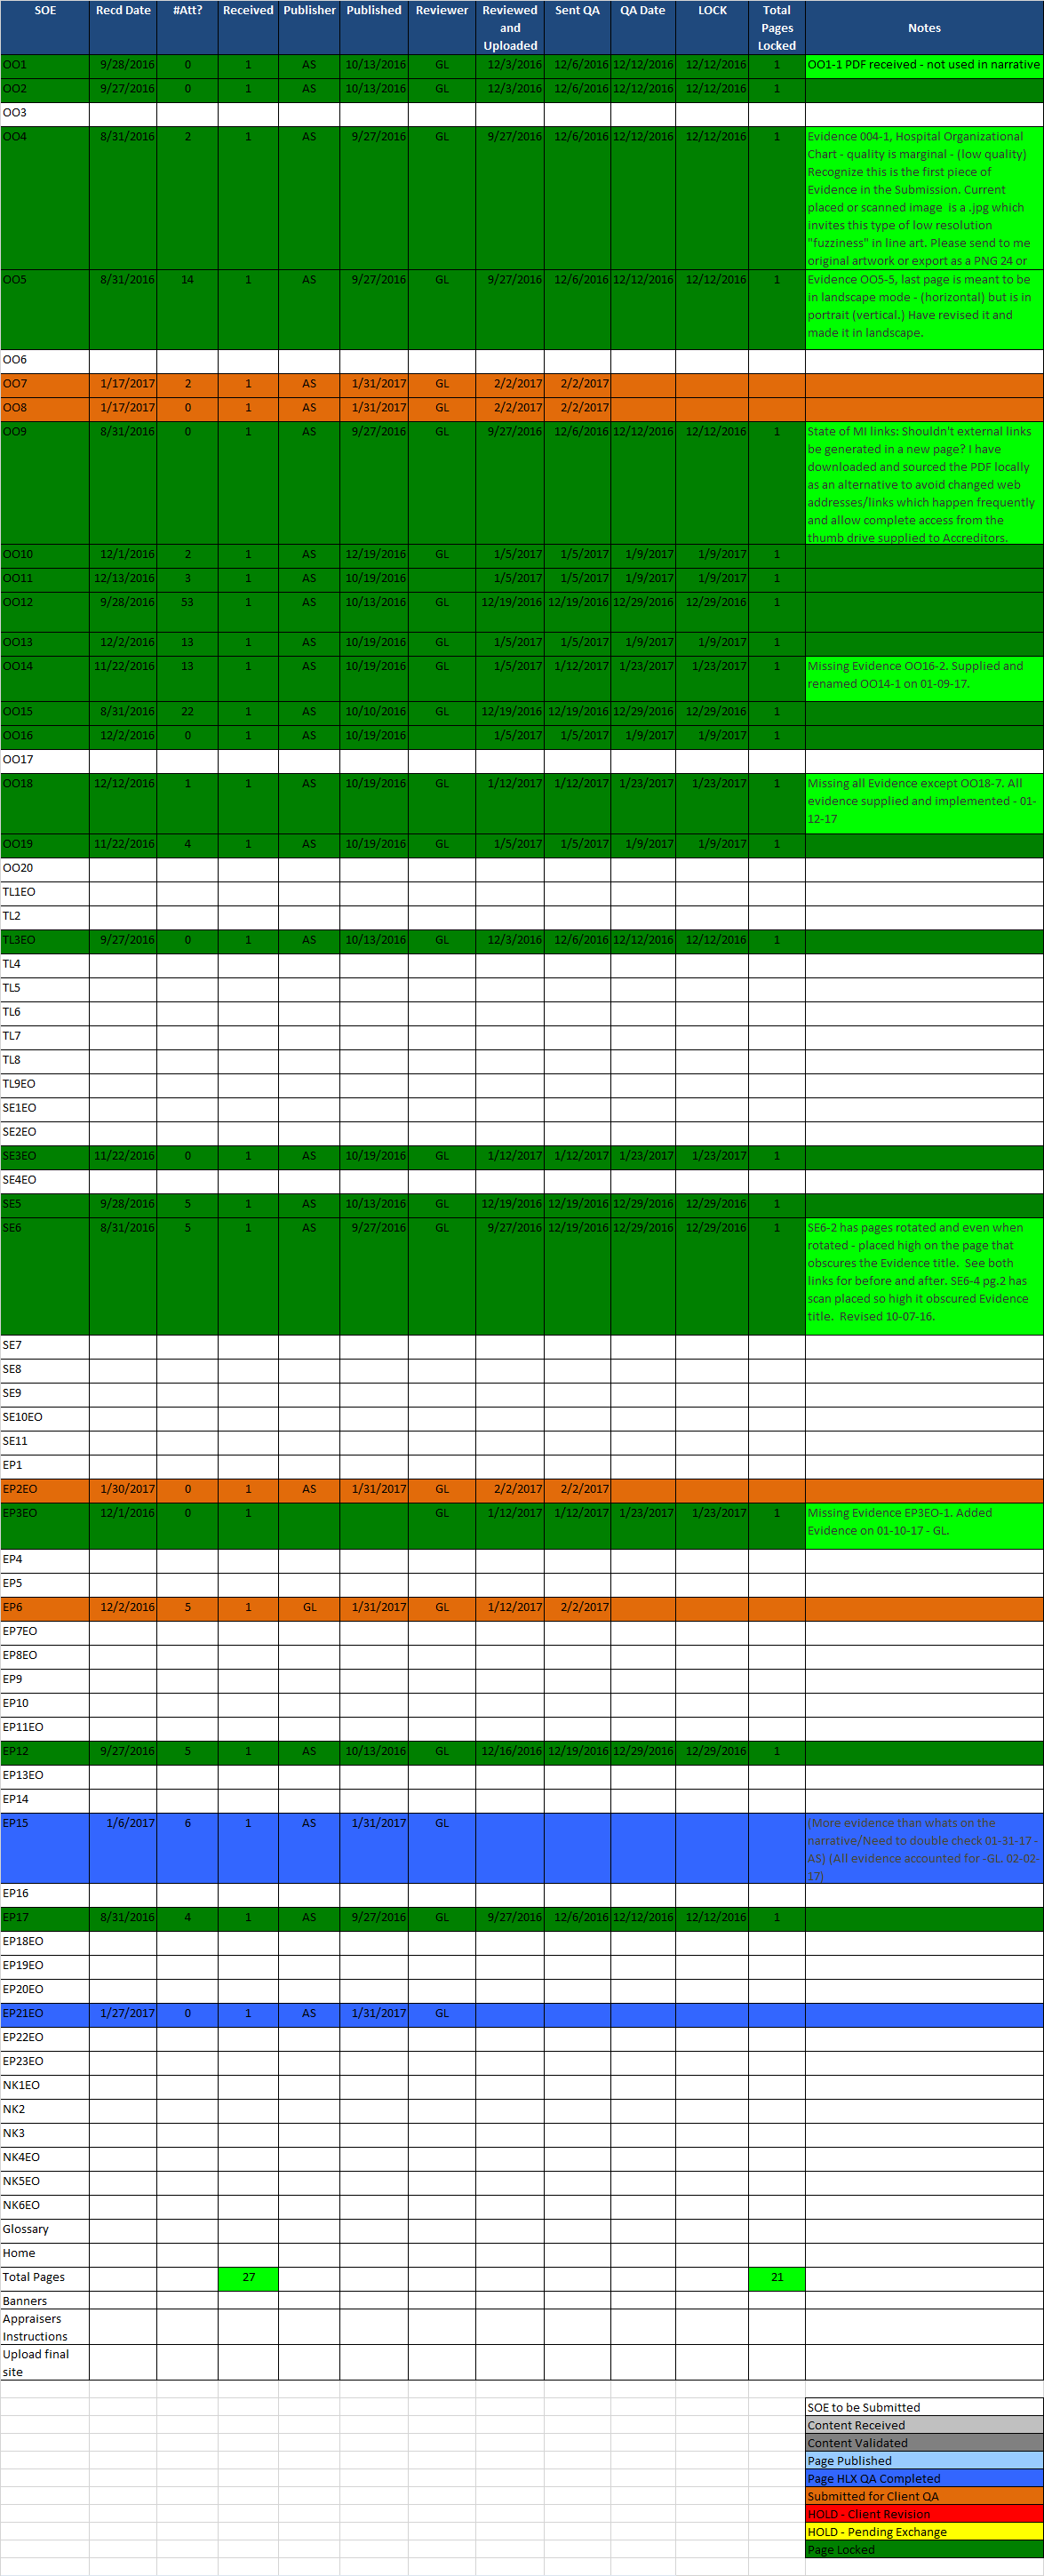 SOE Recd Date #Att? Received Publisher Published Reviewer Reviewed and Uploaded Sent QA QA Date LOCK Total Pages Locked Notes
OO1 9/28/2016 0 1 AS 10/13/2016 GL 12/3/2016 12/6/2016 12/12/2016 12/12/2016 1 OO1-1 PDF received - not used in narrative
OO2 9/27/2016 0 1 AS 10/13/2016 GL 12/3/2016 12/6/2016 12/12/2016 12/12/2016 1
OO3
OO4 8/31/2016 2 1 AS 9/27/2016 GL 9/27/2016 12/6/2016 12/12/2016 12/12/2016 1 Evidence 004-1, Hospital Organizational
Chart - quality is marginal - (low quality)
Recognize this is the first piece of
Evidence in the Submission. Current
placed or scanned image is a .jpg which
invites this type of low resolution
"fuzziness" in line art. Please send to me
original artwork or export as a PNG 24 or
OO5 8/31/2016 14 1 AS 9/27/2016 GL 9/27/2016 12/6/2016 12/12/2016 12/12/2016 1 Evidence OO5-5, last page is meant to be
in landscape mode - (horizontal) but is in
portrait (vertical.) Have revised it and
made it in landscape.
OO6
OO7 1/17/2017 2 1 AS 1/31/2017 GL 2/2/2017 2/2/2017
OO8 1/17/2017 0 1 AS 1/31/2017 GL 2/2/2017 2/2/2017
OO9 8/31/2016 0 1 AS 9/27/2016 GL 9/27/2016 12/6/2016 12/12/2016 12/12/2016 1 State of MI links: Shouldn't external links
be generated in a new page? I have
downloaded and sourced the PDF locally
as an alternative to avoid changed web
addresses/links which happen frequently
and allow complete access from the
thumb drive supplied to Accreditors.
OO10 12/1/2016 2 1 AS 12/19/2016 GL 1/5/2017 1/5/2017 1/9/2017 1/9/2017 1
OO11 12/13/2016 3 1 AS 10/19/2016 1/5/2017 1/5/2017 1/9/2017 1/9/2017 1
OO12 9/28/2016 53 1 AS 10/13/2016 GL 12/19/2016 12/19/2016 12/29/2016 12/29/2016 1
OO13 12/2/2016 13 1 AS 10/19/2016 GL 1/5/2017 1/5/2017 1/9/2017 1/9/2017 1
OO14 11/22/2016 13 1 AS 10/19/2016 GL 1/5/2017 1/12/2017 1/23/2017 1/23/2017 1 Missing Evidence OO16-2. Supplied and
renamed OO14-1 on 01-09-17.
OO15 8/31/2016 22 1 AS 10/10/2016 GL 12/19/2016 12/19/2016 12/29/2016 12/29/2016 1
OO16 12/2/2016 0 1 AS 10/19/2016 1/5/2017 1/5/2017 1/9/2017 1/9/2017 1
OO17
OO18 12/12/2016 1 1 AS 10/19/2016 GL 1/12/2017 1/12/2017 1/23/2017 1/23/2017 1 Missing all Evidence except OO18-7. All
evidence supplied and implemented - 01-
12-17
OO19 11/22/2016 4 1 AS 10/19/2016 GL 1/5/2017 1/5/2017 1/9/2017 1/9/2017 1
OO20
TL1EO
TL2
TL3EO 9/27/2016 0 1 AS 10/13/2016 GL 12/3/2016 12/6/2016 12/12/2016 12/12/2016 1
TL4
TL5
TL6
TL7
TL8
TL9EO
SE1EO
SE2EO
SE3EO 11/22/2016 0 1 AS 10/19/2016 GL 1/12/2017 1/12/2017 1/23/2017 1/23/2017 1
SE4EO
SE5 9/28/2016 5 1 AS 10/13/2016 GL 12/19/2016 12/19/2016 12/29/2016 12/29/2016 1
SE6 8/31/2016 5 1 AS 9/27/2016 GL 9/27/2016 12/19/2016 12/29/2016 12/29/2016 1 SE6-2 has pages rotated and even when
rotated - placed high on the page that
obscures the Evidence title. See both
links for before and after. SE6-4 pg.2 has
scan placed so high it obscured Evidence
title. Revised 10-07-16.
SE7
SE8
SE9
SE10EO
SE11
EP1
EP2EO 1/30/2017 0 1 AS 1/31/2017 GL 2/2/2017 2/2/2017
EP3EO 12/1/2016 0 1 GL 1/12/2017 1/12/2017 1/23/2017 1/23/2017 1 Missing Evidence EP3EO-1. Added
Evidence on 01-10-17 - GL.
EP4
EP5
EP6 12/2/2016 5 1 GL 1/31/2017 GL 1/12/2017 2/2/2017
EP7EO
EP8EO
EP9
EP10
EP11EO
EP12 9/27/2016 5 1 AS 10/13/2016 GL 12/16/2016 12/19/2016 12/29/2016 12/29/2016 1
EP13EO
EP14
EP15 1/6/2017 6 1 AS 1/31/2017 GL (More evidence than whats on the
narrative/Need to double check 01-31-17 -
AS) (All evidence accounted for -GL. 02-02-
17)
EP16
EP17 8/31/2016 4 1 AS 9/27/2016 GL 9/27/2016 12/6/2016 12/12/2016 12/12/2016 1
EP18EO
EP19EO
EP20EO
EP21EO 1/27/2017 0 1 AS 1/31/2017 GL
EP22EO
EP23EO
NK1EO
NK2
NK3
NK4EO
NK5EO
NK6EO
Glossary
Home
Total Pages 27 21
Banners
Appraisers
Instructions
Upload final
site
SOE to be Submitted
Content Received
Content Validated
Page Published
Page HLX QA Completed
Submitted for Client QA
HOLD - Client Revision
HOLD - Pending Exchange
Page Locked